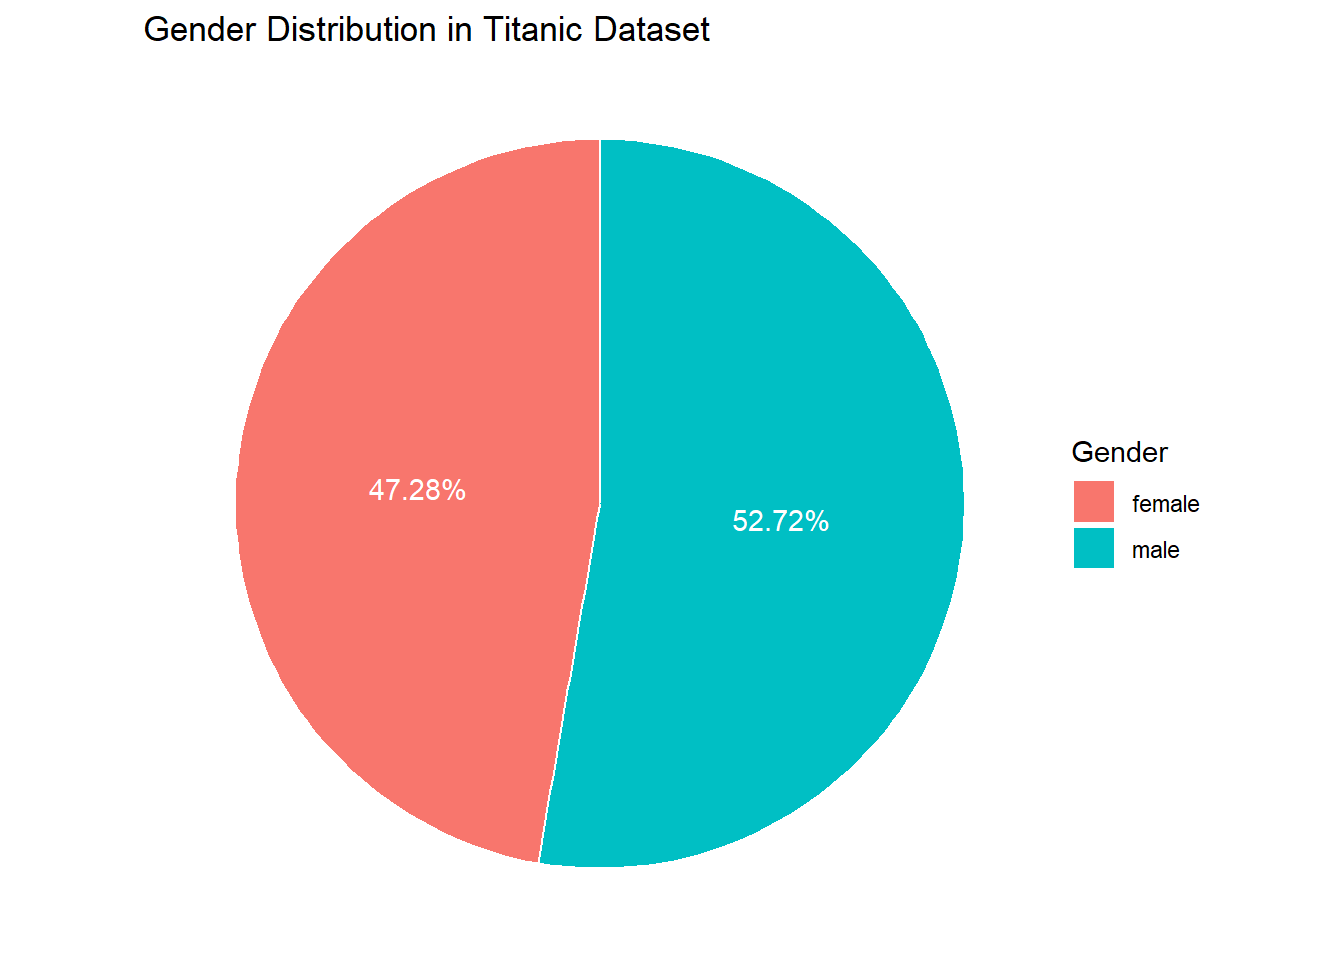 Gender Distribution in Titanic Dataset
47.28%
52.72%
Gender
female
male